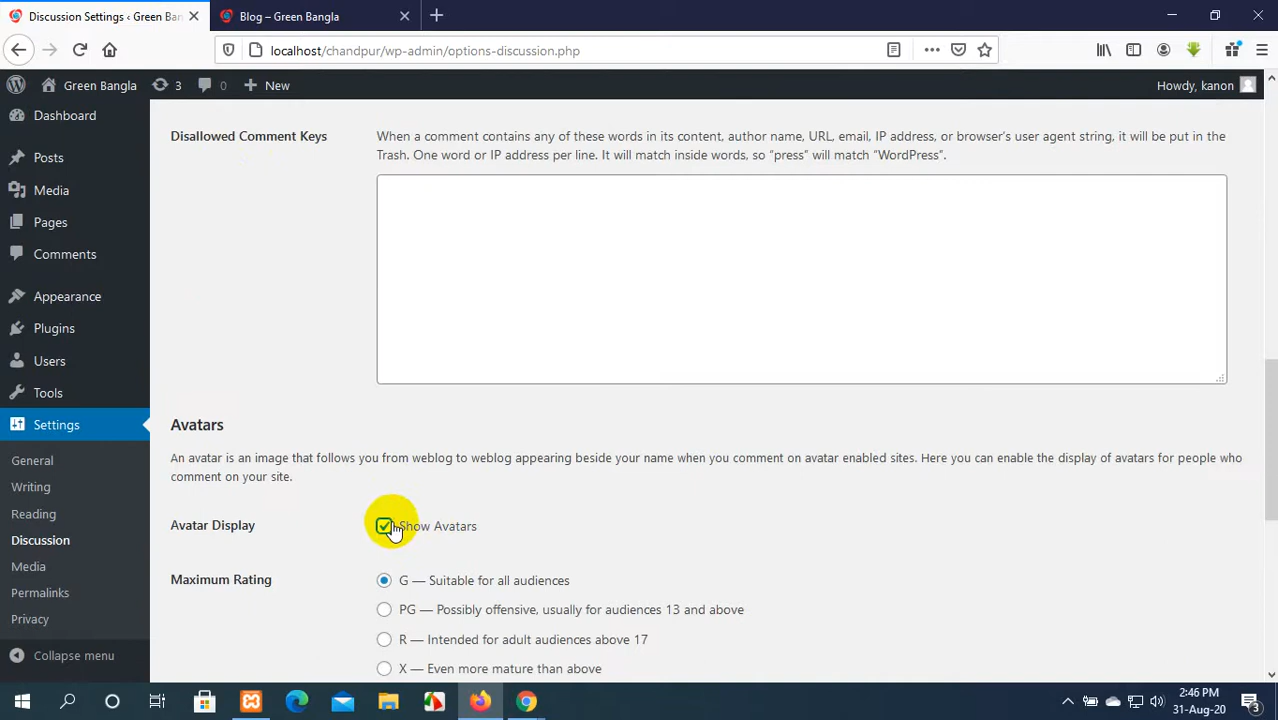 Discussion Settings ‹ Green Ban
Blog – Green Bangla
localhost/chandpur/wp-admin/options-discussion.php
Green Bangla
3
0
New
Howdy, kanon
Dashboard
Posts
Media
Pages
Comments
Appearance
Plugins
Users
Tools
Settings
General
Writing
Reading
Discussion
Media
Permalinks
Privacy
Collapse menu
Disallowed Comment Keys
When a comment contains any of these words in its content, author name, URL, email, IP address, or browser's user agent string, it will be put in the
Trash. One word or IP address per line. It will match inside words, so “press” will match “WordPress”.
Avatars
An avatar is an image that follows you from weblog to weblog appearing beside your name when you comment on avatar enabled sites. Here you can enable the display of avatars for people who
comment on your site.
Avatar Display
Show Avatars
Maximum Rating
G — Suitable for all audiences
PG — Possibly offensive, usually for audiences 13 and above
R — Intended for adult audiences above 17
X — Even more mature than above
2:46 PM
31-Aug-20
3